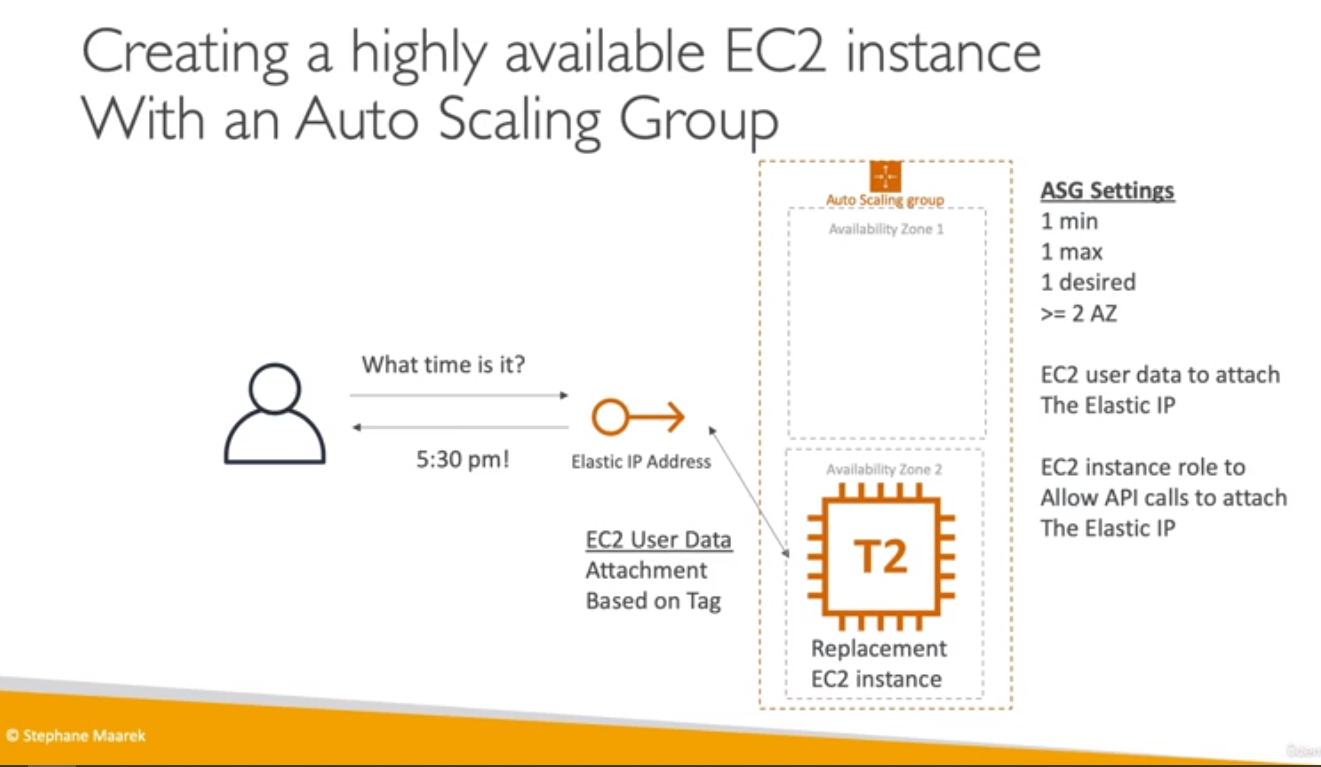 Creating a highly available EC2 instance
With an Auto Scaling Group
Auto Scaling group
Availability Zone 1
ASG Settings
1 min
1 max
1 desired
>= 2 AZ
EC2 user data to attach
The Elastic IP
EC2 instance role to
Allow API calls to attach
The Elastic IP
What time is it?
5:30 pm!
Elastic IP Address
EC2 User Data
Attachment
Based on Tag
Availability Zone 2
T2
Replacement
EC2 instance
© Stephane Maarek